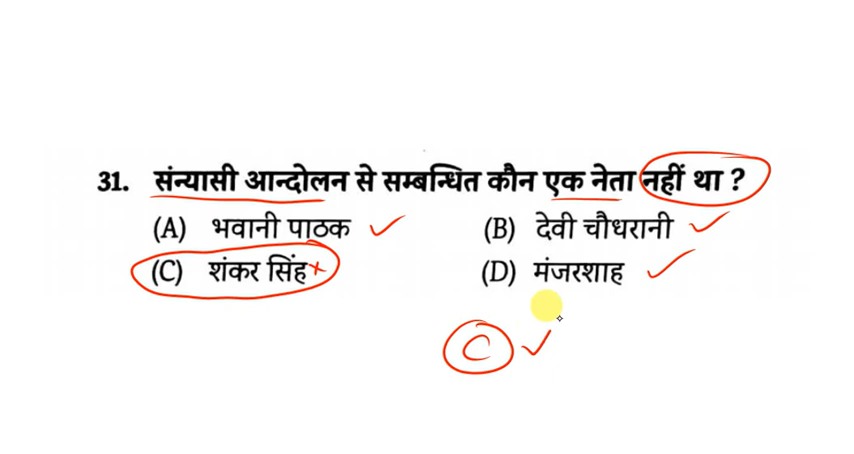 31. संन्यासी आन्दोलन से सम्बन्धित कौन एक नेता नहीं था ?
(A) भवानी पाठक (B) देवी चौधरानी
(C) शंकर सिंह (D) मंजरशाह
C